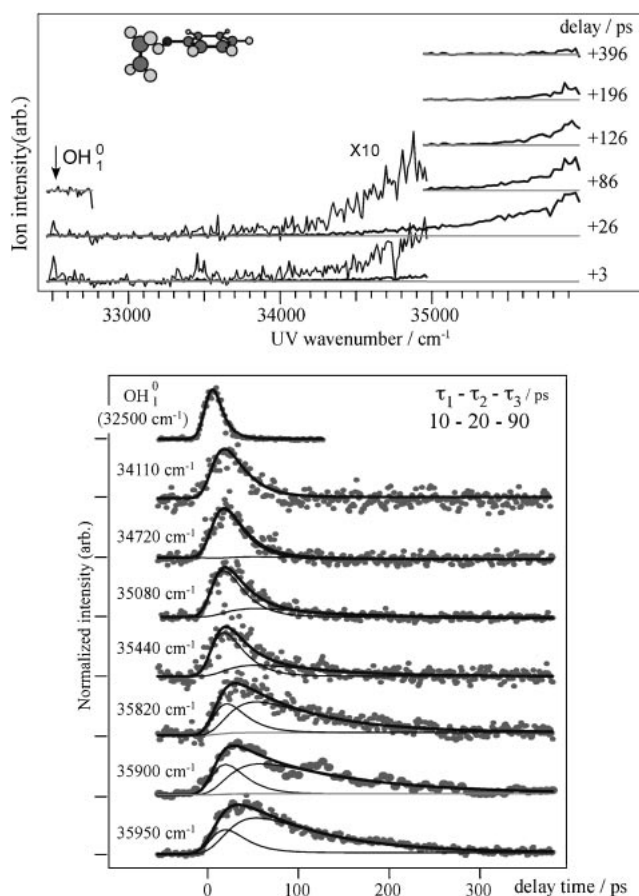 delay / ps
+396
+196
+126
X10
+86
+26
+3
OH₁⁰
Ion intensity(arb.)
33000 34000 35000
UV wavenumber / cm⁻¹
OH₁⁰
(32500 cm⁻¹)
τ₁ - τ₂ - τ₃ / ps
10 - 20 - 90
34110 cm⁻¹
34720 cm⁻¹
35080 cm⁻¹
35440 cm⁻¹
35820 cm⁻¹
35900 cm⁻¹
35950 cm⁻¹
Normalized intensity (arb.)
0 100 200 300
delay time / ps